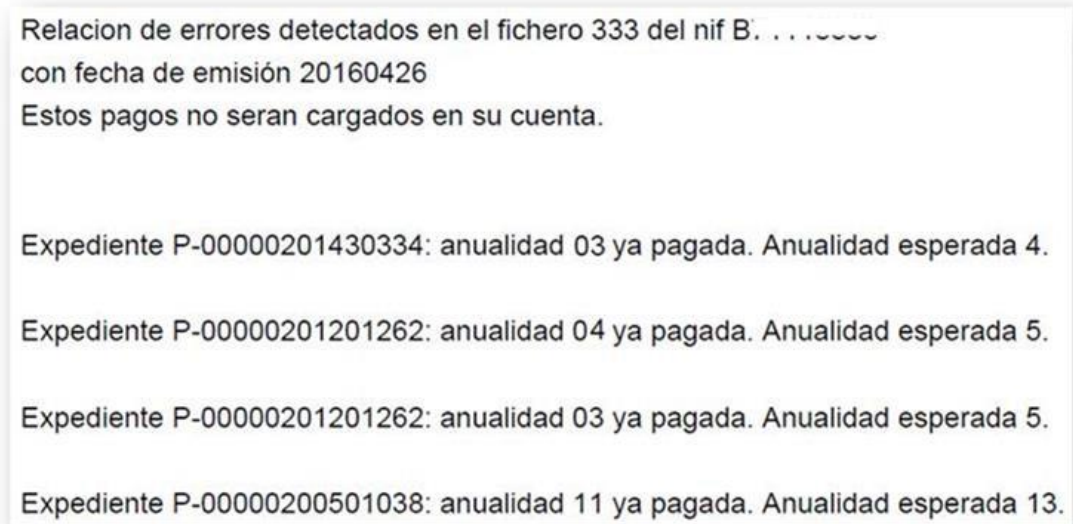 Relacion de errores detectados en el fichero 333 del nif
con fecha de emisión 20160426
Estos pagos no seran cargados en su cuenta.
Expediente P-00000201430334: anualidad 03 ya pagada. Anualidad esperada 4.
Expediente P-00000201201262: anualidad 04 ya pagada. Anualidad esperada 5.
Expediente P-00000201201262: anualidad 03 ya pagada. Anualidad esperada 5.
Expediente P-00000200501038: anualidad 11 ya pagada. Anualidad esperada 13.